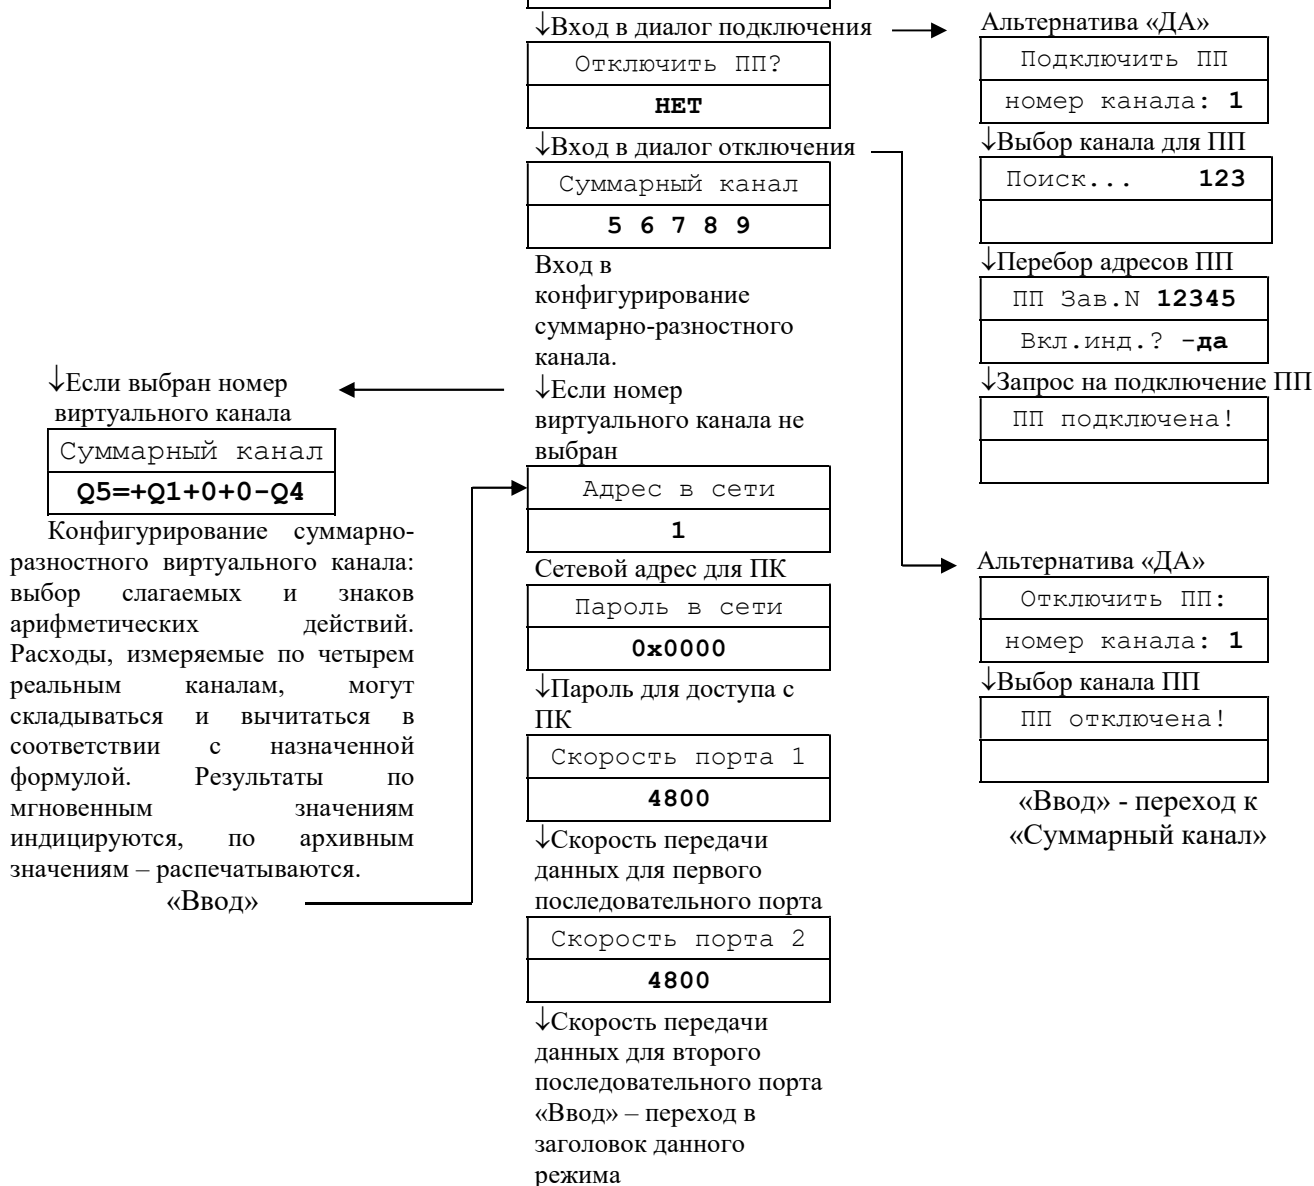 ↓Вход в диалог подключения
Отключить ПП?
НЕТ
↓Вход в диалог отключения
Суммарный канал
5 6 7 8 9
Вход в
конфигурирование
суммарно-разностного
канала.
↓Если номер
виртуального канала не
выбран
↓Если выбран номер
виртуального канала
Суммарный канал
Q5=+Q1+0+0-Q4
Конфигурирование суммарно-
разностного виртуального канала:
выбор слагаемых и знаков
арифметических действий.
Расходы, измеряемые по четырем
реальным каналам, могут
складываться и вычитаться в
соответствии с назначенной
формулой. Результаты по
мгновенным значениям
индицируются, по архивным
значениям – распечатываются.
«Ввод»
Адрес в сети
1
Сетевой адрес для ПК
Пароль в сети
0x0000
↓Пароль для доступа с
ПК
Скорость порта 1
4800
↓Скорость передачи
данных для первого
последовательного порта
Скорость порта 2
4800
↓Скорость передачи
данных для второго
последовательного порта
«Ввод» – переход в
заголовок данного
режима
Альтернатива «ДА»
Подключить ПП
номер канала: 1
↓Выбор канала для ПП
Поиск... 123
↓Перебор адресов ПП
ПП Зав.N 12345
Вкл.инд.? -да
↓Запрос на подключение ПП
ПП подключена!
Альтернатива «ДА»
Отключить ПП:
номер канала: 1
↓Выбор канала ПП
ПП отключена!
«Ввод» - переход к
«Суммарный канал»